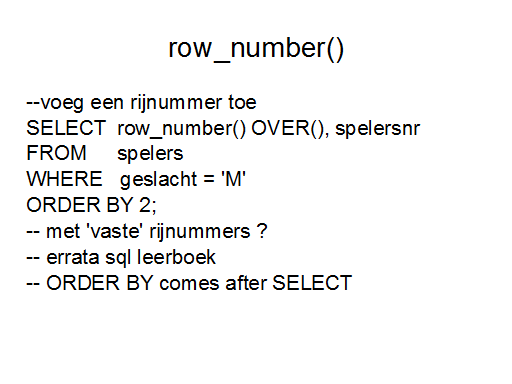 row_number()
--voeg een rijnummer toe
SELECT row_number() OVER(), spelersnr
FROM spelers
WHERE geslacht = 'M'
ORDER BY 2;
-- met 'vaste' rijnummers ?
-- errata sql leerboek
-- ORDER BY comes after SELECT